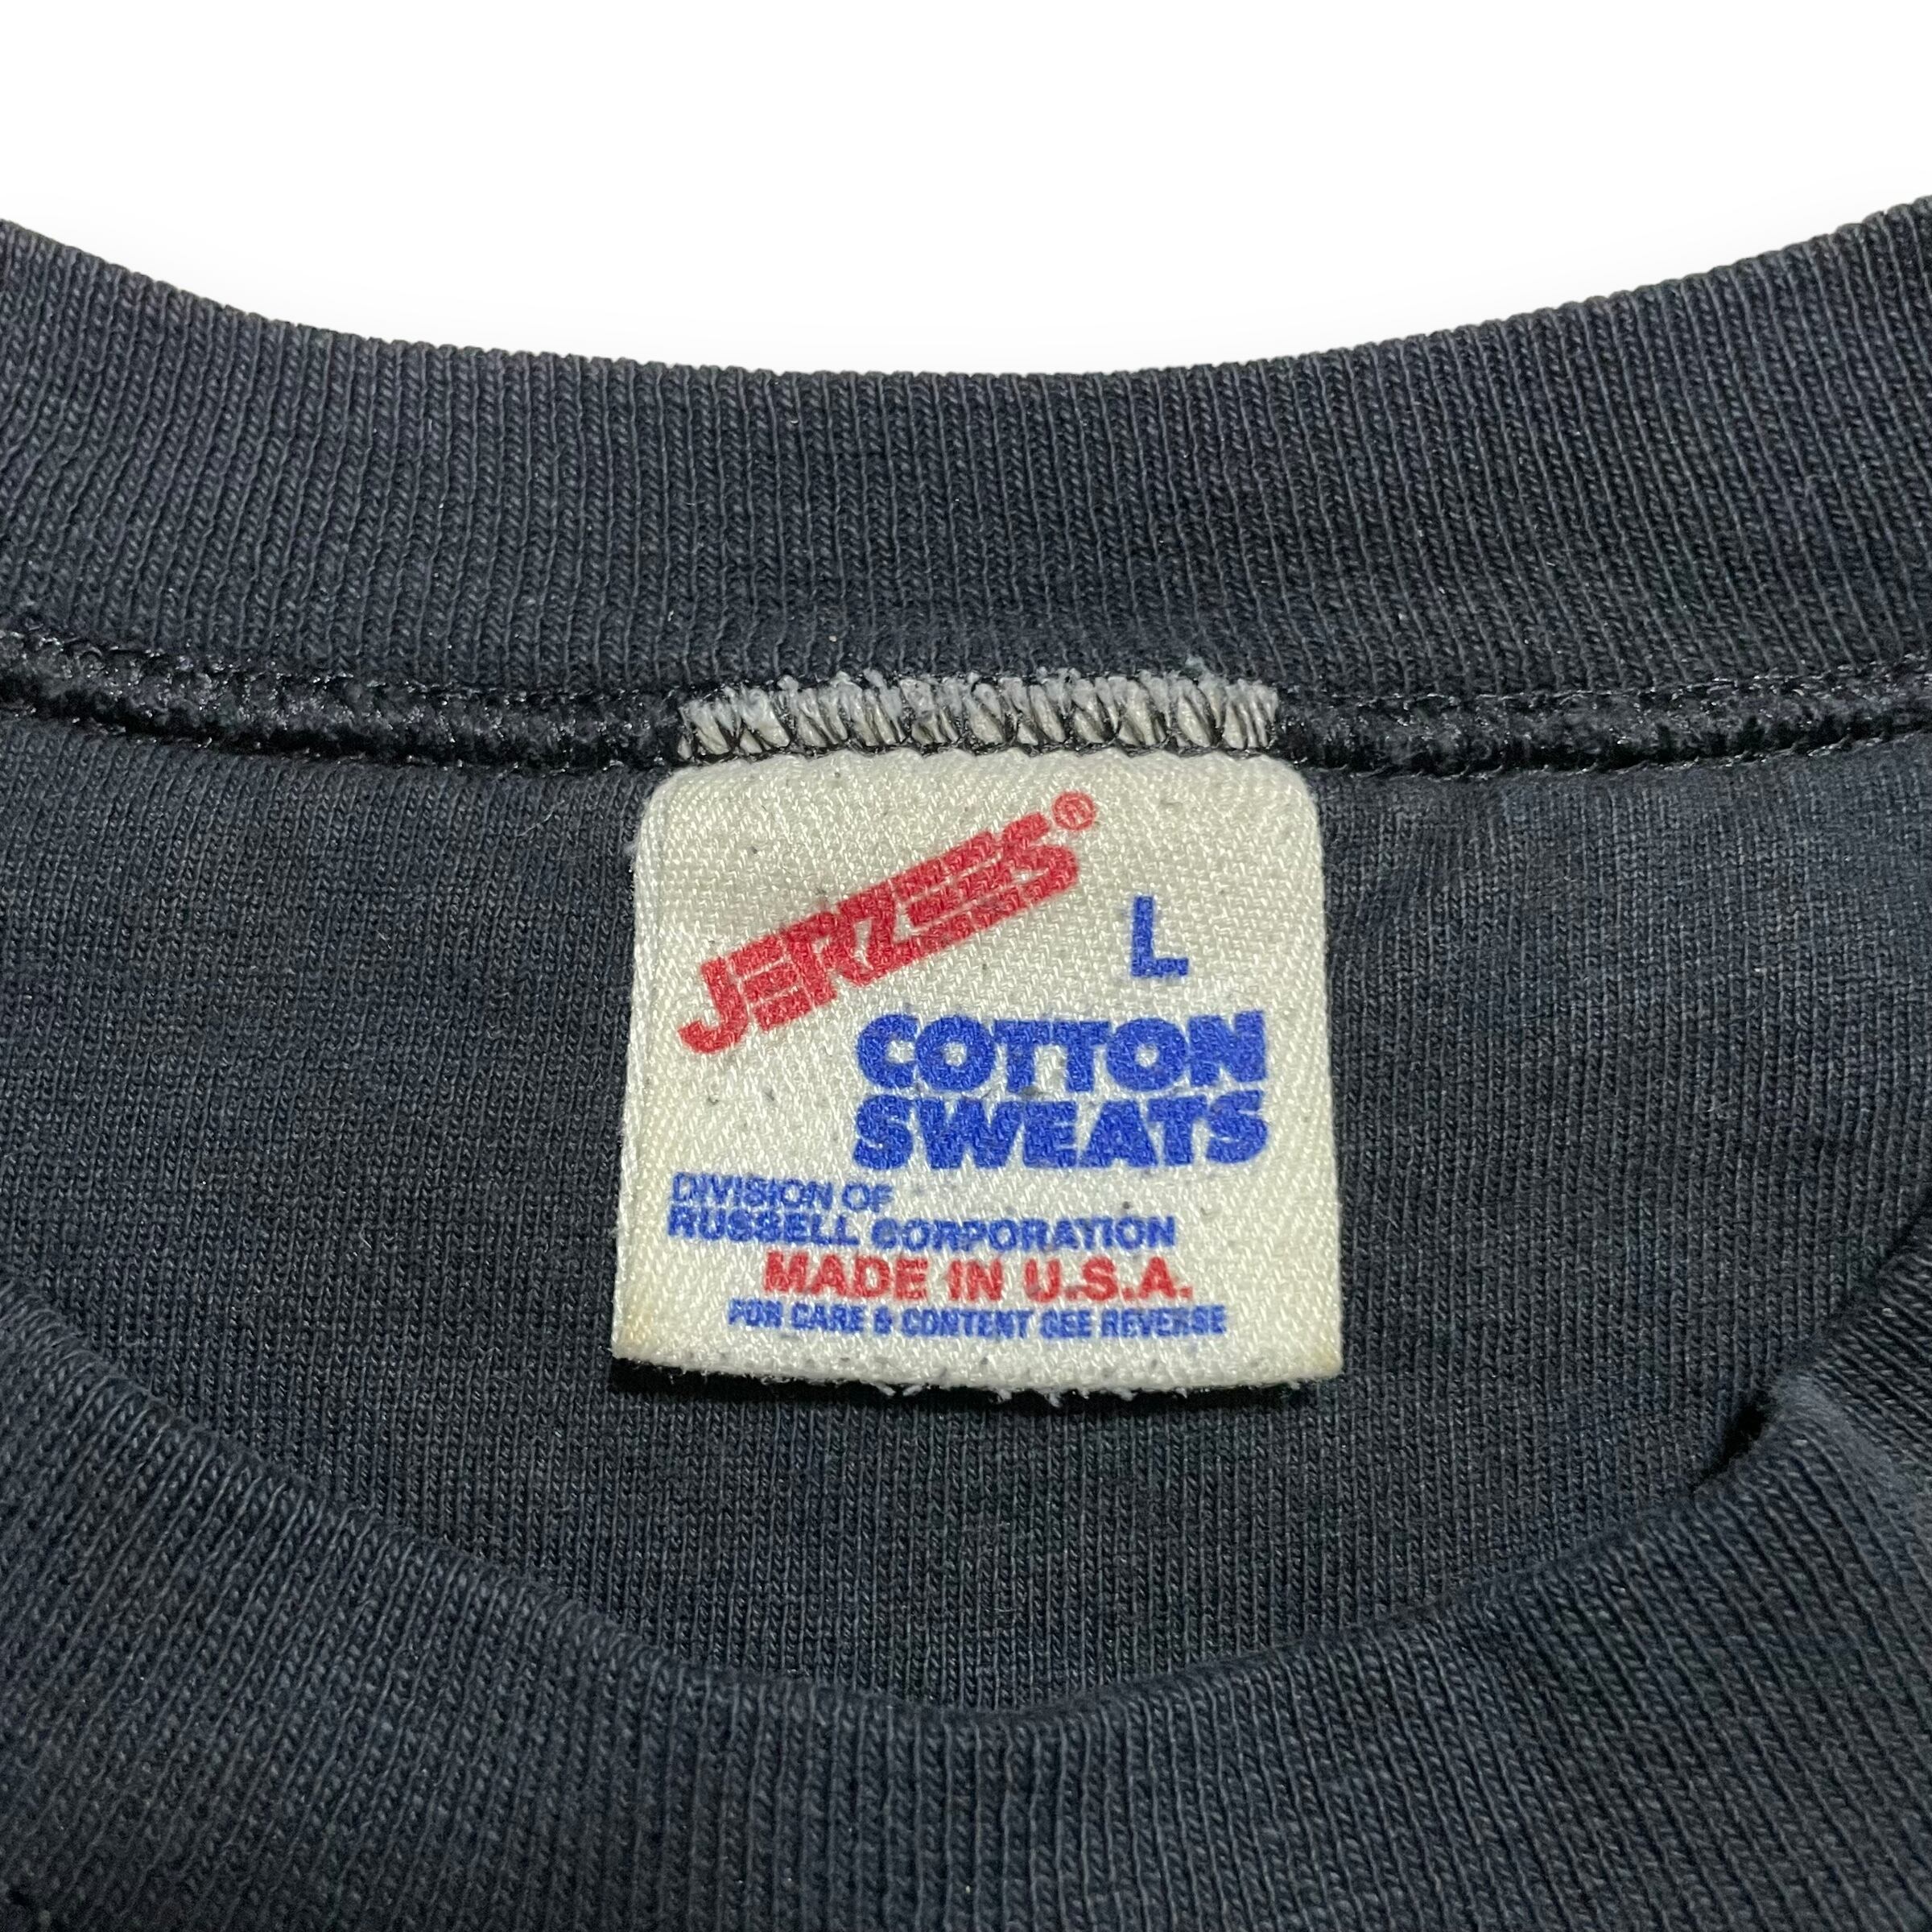 JERZEES®
L
COTTON
SWEATS
DIVISION OF
RUSSELL CORPORATION
MADE IN U.S.A.
FOR CARE & CONTENT SEE REVERSE